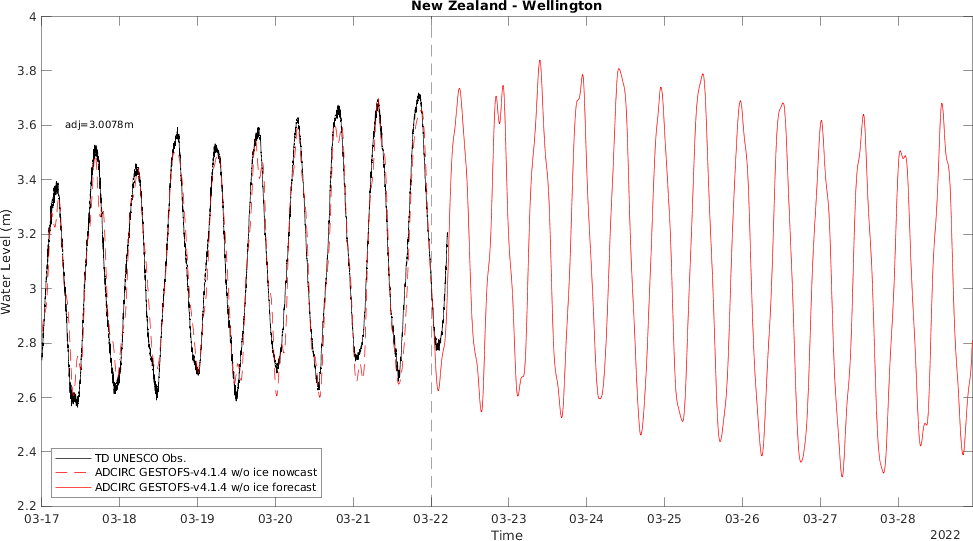 New Zealand - Wellington
4
3.8
3.6
3.4
3.2
3
2.8
2.6
2.4
2.2
Water Level (m)
adj=3.0078m
TD UNESCO Obs.
ADCIRC GESTOFS-v4.1.4 w/o ice nowcast
ADCIRC GESTOFS-v4.1.4 w/o ice forecast
03-17 03-18 03-19 03-20 03-21 03-22 03-23 03-24 03-25 03-26 03-27 03-28
Time
2022